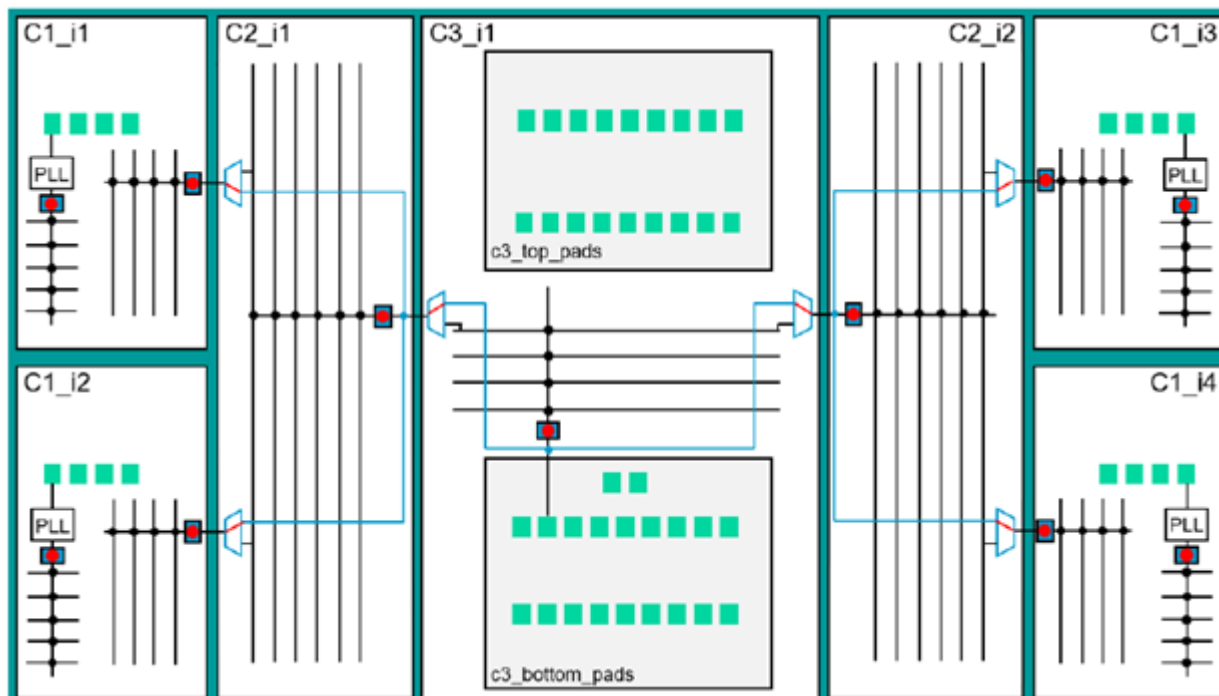 C1_i1
C2_i1
C3_i1
C2_i2
C1_i3
PLL
PLL
c3_top_pads
C1_i2
C1_i4
PLL
PLL
c3_bottom_pads